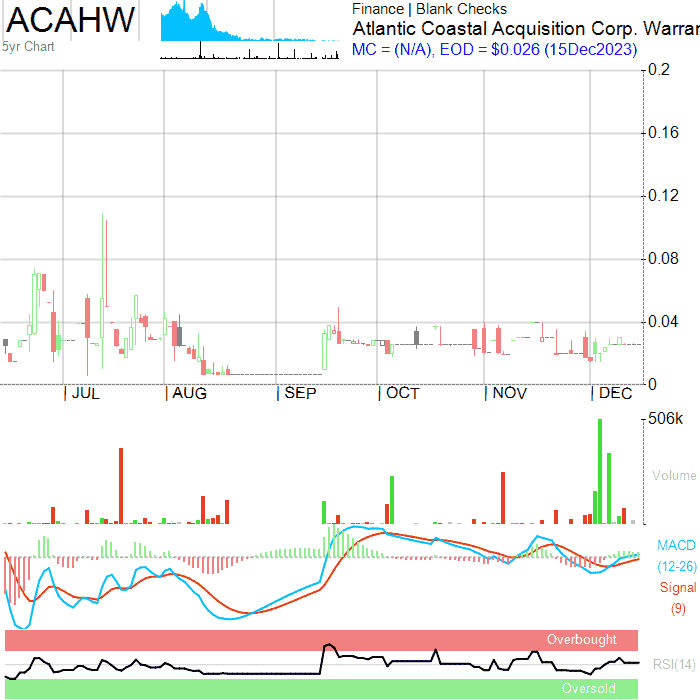 ACAHW
5yr Chart
Finance | Blank Checks
Atlantic Coastal Acquisition Corp. Warran
MC = (N/A), EOD = $0.026 (15Dec2023)
0.2
0.16
0.12
0.08
0.04
0
| JUL
| AUG
| SEP
| OCT
| NOV
| DEC
506k
Volume
MACD
(12-26)
Signal
(9)
Overbought
RSI(14)
Oversold